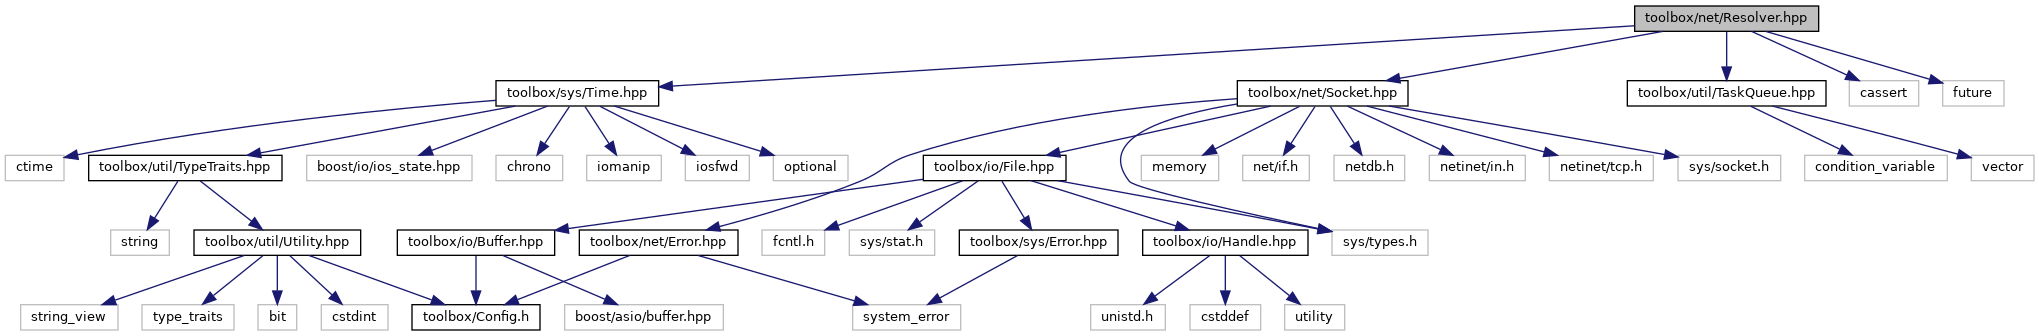 toolbox/net/Resolver.hpp
toolbox/sys/Time.hpp
toolbox/net/Socket.hpp
toolbox/util/TaskQueue.hpp
cassert
future
ctime
toolbox/util/TypeTraits.hpp
boost/io/ios_state.hpp
chrono
iomanip
iosfwd
optional
toolbox/io/File.hpp
memory
net/if.h
netdb.h
netinet/in.h
netinet/tcp.h
sys/socket.h
condition_variable
vector
string
toolbox/util/Utility.hpp
toolbox/io/Buffer.hpp
toolbox/net/Error.hpp
fcntl.h
sys/stat.h
toolbox/sys/Error.hpp
toolbox/io/Handle.hpp
sys/types.h
string_view
type_traits
bit
cstdint
toolbox/Config.h
boost/asio/buffer.hpp
system_error
unistd.h
cstddef
utility